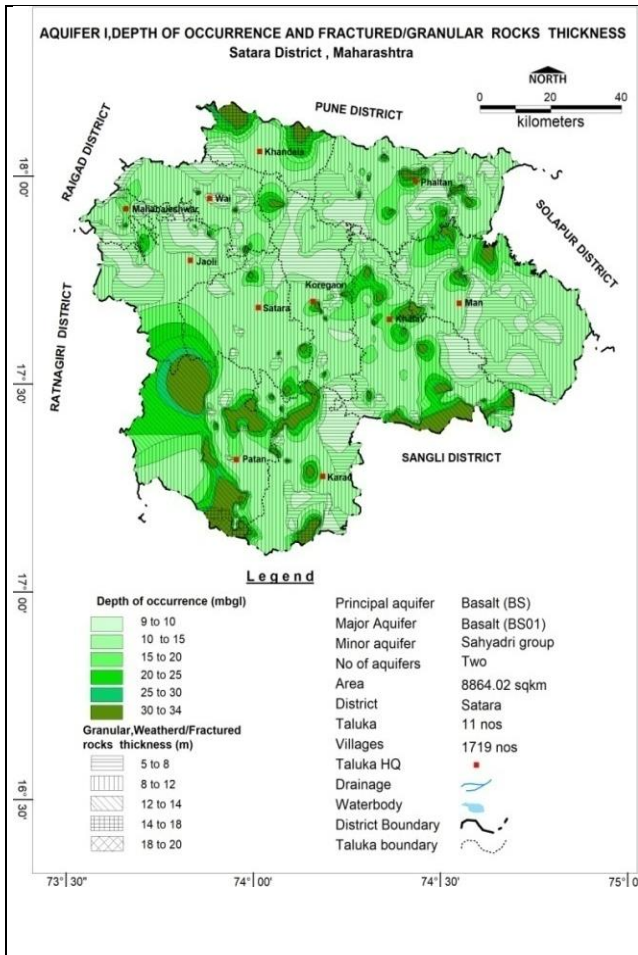 AQUIFER I,DEPTH OF OCCURRENCE AND FRACTURED/GRANULAR ROCKS THICKNESS
Satara District , Maharashtra
NORTH
0 20 40
kilometers
PUNE DISTRICT
RAIGAD DISTRICT
SOLAPUR DISTRICT
RATNAGIRI DISTRICT
SANGLI DISTRICT
Khandala
Phaltan
Wai
Mahabaleshwar
Jaoli
Koregaon
Satara
Man
Khatav
Patan
Karad
18° 00'
17° 30'
17° 00'
16° 30'
Legend
Depth of occurrence (mbgl)
9 to 10
10 to 15
15 to 20
20 to 25
25 to 30
30 to 34
Granular,Weatherd/Fractured
rocks thickness (m)
5 to 8
8 to 12
12 to 14
14 to 18
18 to 20
Principal aquifer Basalt (BS)
Major Aquifer Basalt (BS01)
Minor aquifer Sahyadri group
No of aquifers Two
Area 8864.02 sqkm
District Satara
Taluka 11 nos
Villages 1719 nos
Taluka HQ
Drainage
Waterbody
District Boundary
Taluka boundary
73° 30" 74° 00' 74° 30" 75° 0